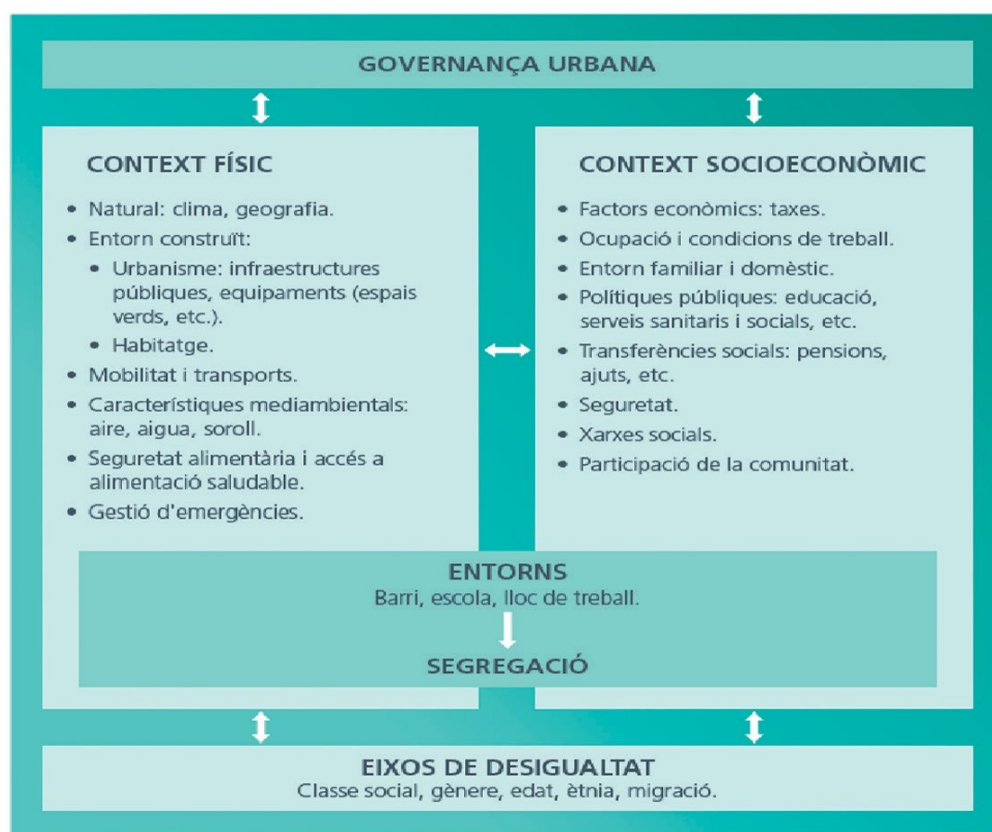 GOVERNANÇA URBANA
CONTEXT FÍSIC
• Natural: clima, geografia.
• Entorn construït:
• Urbanisme: infraestructures
públiques, equipaments (espais
verds, etc.).
• Habitatge.
• Mobilitat i transports.
• Característiques mediambientals:
aire, aigua, soroll.
• Seguretat alimentària i accés a
alimentació saludable.
• Gestió d'emergències.
CONTEXT SOCIOECONÒMIC
• Factors econòmics: taxes.
• Ocupació i condicions de treball.
• Entorn familiar i domèstic.
• Polítiques públiques: educació,
serveis sanitaris i socials, etc.
• Transferències socials: pensions,
ajuts, etc.
• Seguretat.
• Xarxes socials.
• Participació de la comunitat.
ENTORNS
Barri, escola, lloc de treball.
SEGREGACIÓ
EIXOS DE DESIGUALTAT
Classe social, gènere, edat, ètnia, migració.